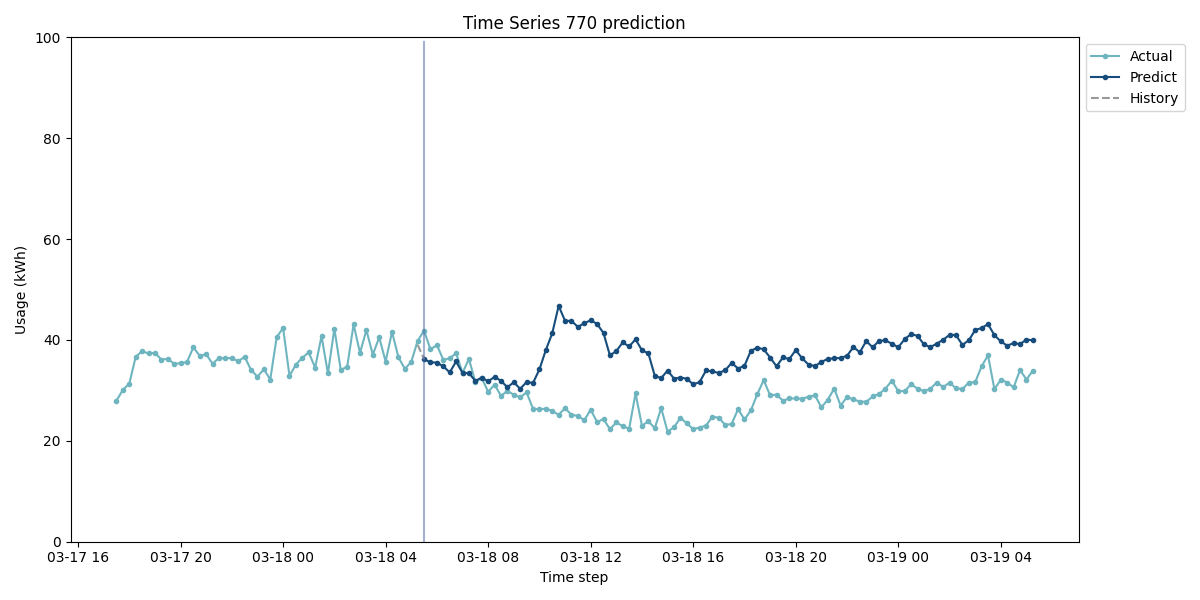 Time Series 770 prediction
Actual
Predict
History
Usage (kWh)
100
80
60
40
20
0
03-17 16 03-17 20 03-18 00 03-18 04 03-18 08 03-18 12 03-18 16 03-18 20 03-19 00 03-19 04
Time step